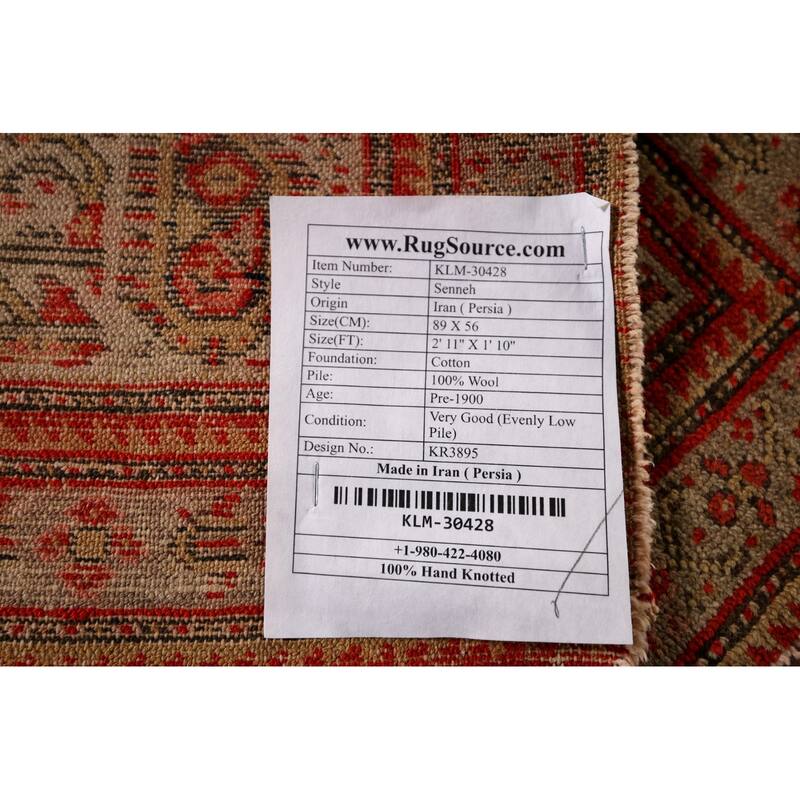 www.RugSource.com
Item Number: KLM-30428
Style Senneh
Origin Iran ( Persia )
Size(CM): 89 X 56
Size(FT): 2' 11" X 1' 10"
Foundation: Cotton
Pile: 100% Wool
Age: Pre-1900
Condition: Very Good (Evenly Low
Pile)
Design No.: KR3895
Made in Iran ( Persia )
KLM-30428
+1-980-422-4080
100% Hand Knotted